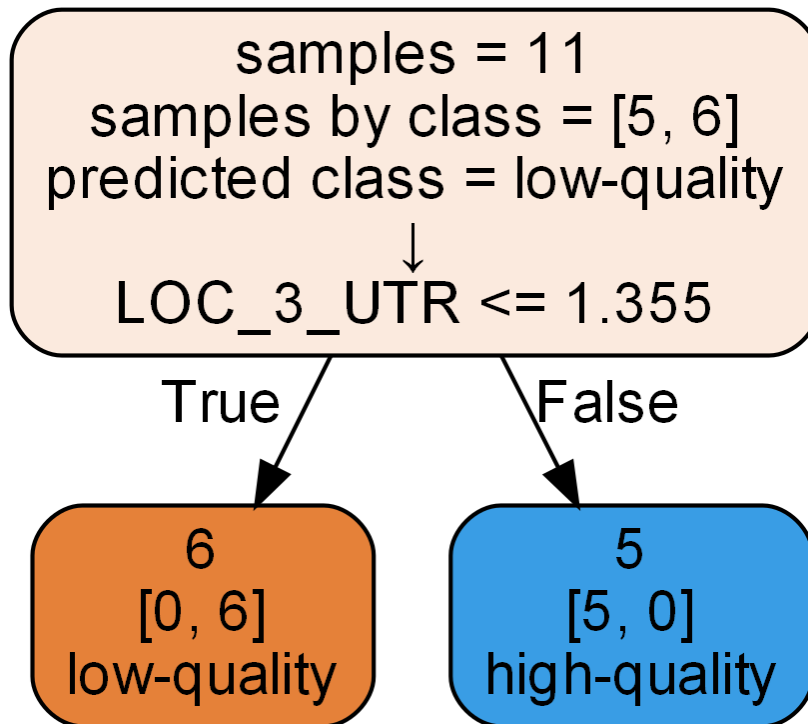 samples = 11
samples by class = [5, 6]
predicted class = low-quality
↓
LOC_3_UTR <= 1.355
True
False
6
[0, 6]
low-quality
5
[5, 0]
high-quality